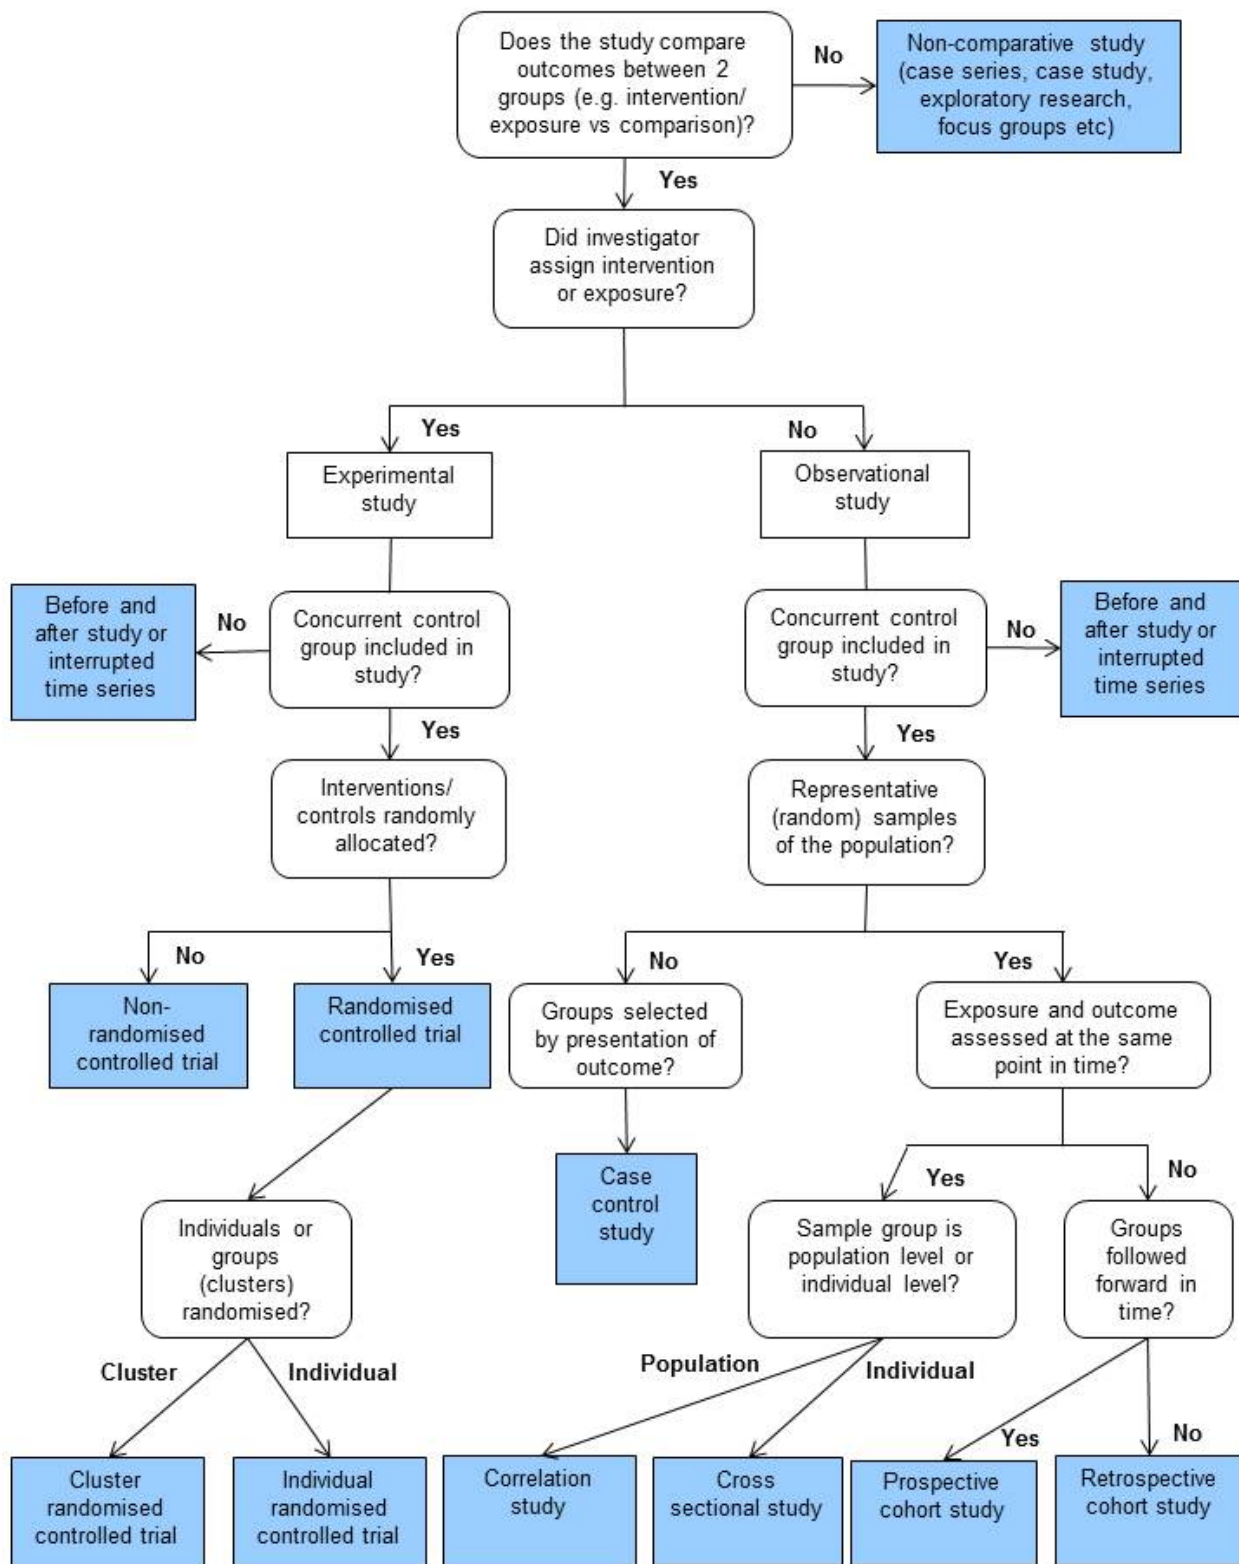 Does the study compare
outcomes between 2
groups (e.g. intervention/
exposure vs comparison)?
No
Non-comparative study
(case series, case study,
exploratory research,
focus groups etc)
Yes
Did investigator
assign intervention
or exposure?
Yes
No
Experimental
study
Observational
study
Before and
after study or
interrupted
time series
No
Concurrent control
group included in
study?
Concurrent control
group included in
study?
No
Before and
after study or
interrupted
time series
Yes
Yes
Interventions/
controls randomly
allocated?
Representative
(random) samples
of the population?
No
Yes
No
Yes
Non-
randomised
controlled trial
Randomised
controlled trial
Groups selected
by presentation of
outcome?
Exposure and outcome
assessed at the same
point in time?
Yes
No
Individuals or
groups
(clusters)
randomised?
Case
control
study
Sample group is
population level or
individual level?
Groups
followed
forward in
time?
Cluster
Individual
Population
Individual
Yes
No
Cluster
randomised
controlled trial
Individual
randomised
controlled trial
Correlation
study
Cross
sectional study
Prospective
cohort study
Retrospective
cohort study